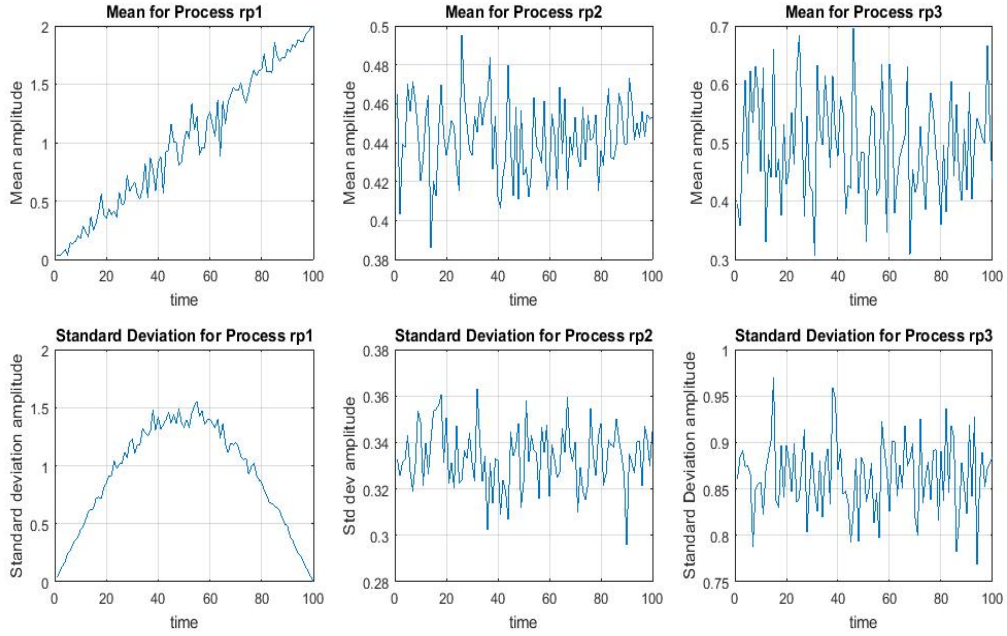 Mean for Process rp1
2
1.5
1
0.5
0
0 20 40 60 80 100
Mean amplitude
time
Mean for Process rp2
0.5
0.48
0.46
0.44
0.42
0.4
0.38
0 20 40 60 80 100
Mean amplitude
time
Mean for Process rp3
0.7
0.6
0.5
0.4
0.3
0 20 40 60 80 100
Mean amplitude
time
Standard Deviation for Process rp1
2
1.5
1
0.5
0
0 20 40 60 80 100
Standard deviation amplitude
time
Standard Deviation for Process rp2
0.38
0.36
0.34
0.32
0.3
0.28
0 20 40 60 80 100
Std dev amplitude
time
Standard Deviation for Process rp3
1
0.95
0.9
0.85
0.8
0.75
0 20 40 60 80 100
Standard Deviation amplitude
time